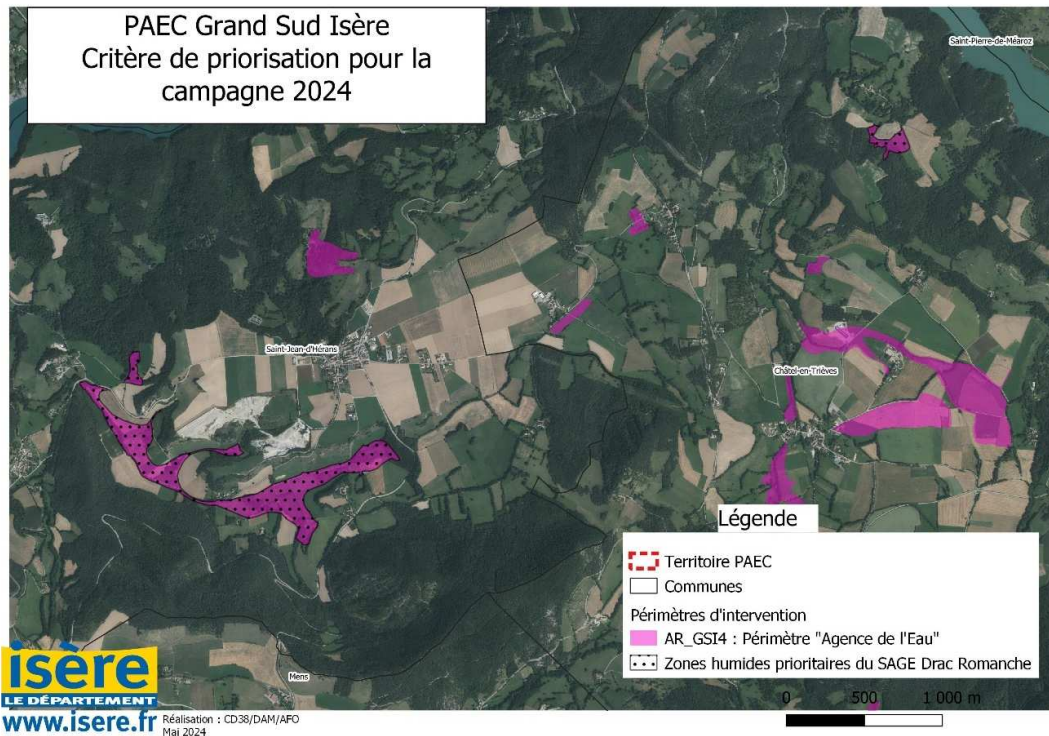 PAEC Grand Sud Isère
Critère de priorisation pour la
campagne 2024
Saint-Pierre-de-Méaroz
Saint-Jean-d'Hérans
Châtel-en-Trièves
Mens
Légende
Territoire PAEC
Communes
Périmètres d'intervention
AR_GSI4 : Périmètre "Agence de l'Eau"
Zones humides prioritaires du SAGE Drac Romanche
0 500 1 000 m
isère
LE DÉPARTEMENT
www.isere.fr
Réalisation : CD38/DAM/AFO
Mai 2024